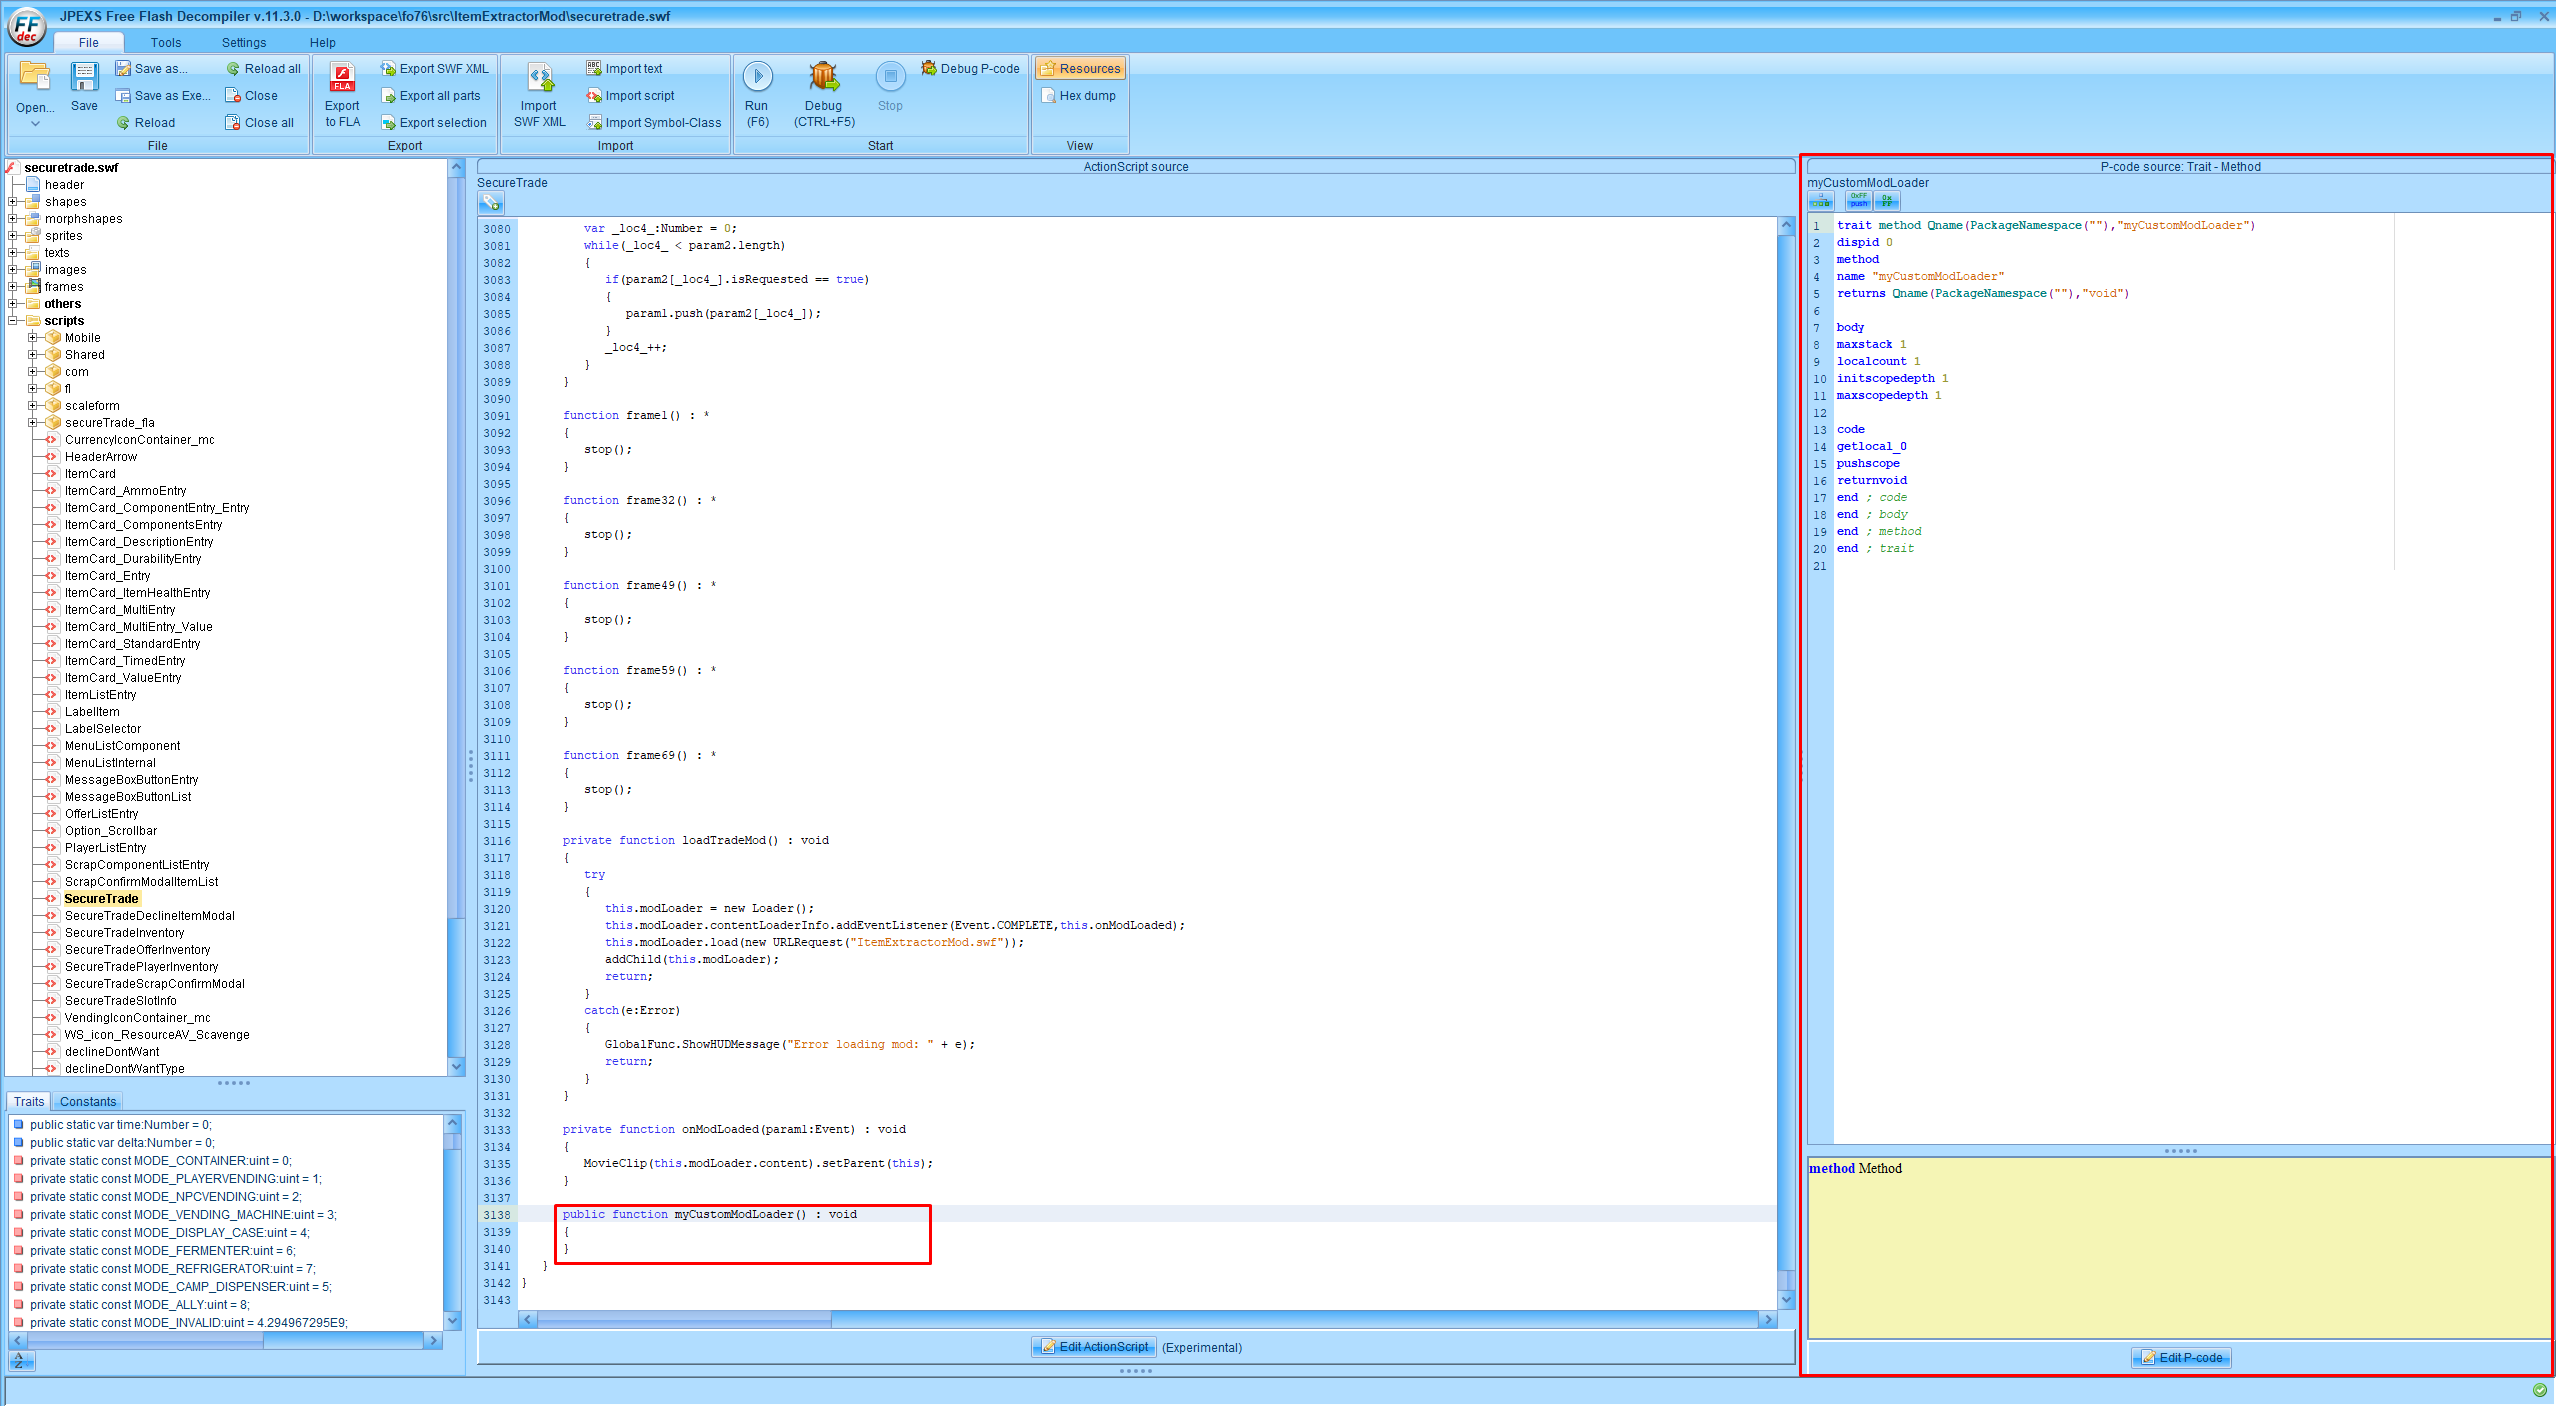 JPEXS Free Flash Decompiler v.11.3.0 - D:\workspace\fo76\src\ItemExtractorMod\securetrade.swf
FF
dec
File Tools Settings Help
Open... Save Save as... Save as Exe... Reload Reload all Close Close all
File
Export to FLA Export SWF XML Export all parts Export selection
Export
Import SWF XML Import text Import script Import Symbol-Class
Import
Run (F6) Debug (CTRL+F5) Stop Debug P-code
Start
Resources Hex dump
View
securetrade.swf
header
shapes
morphshapes
sprites
texts
images
frames
others
scripts
Mobile
Shared
com
fl
scaleform
secureTrade_fla
CurrencyIconContainer_mc
HeaderArrow
ItemCard
ItemCard_AmmoEntry
ItemCard_ComponentEntry_Entry
ItemCard_ComponentsEntry
ItemCard_DescriptionEntry
ItemCard_DurabilityEntry
ItemCard_Entry
ItemCard_ItemHealthEntry
ItemCard_MultiEntry
ItemCard_MultiEntry_Value
ItemCard_StandardEntry
ItemCard_TimedEntry
ItemCard_ValueEntry
ItemListEntry
LabelItem
LabelSelector
MenuListComponent
MenuListInternal
MessageBoxButtonEntry
MessageBoxButtonList
OfferListEntry
Option_Scrollbar
PlayerListEntry
ScrapComponentListEntry
ScrapConfirmModalItemList
SecureTrade
SecureTradeDeclineItemModal
SecureTradeInventory
SecureTradeOfferInventory
SecureTradePlayerInventory
SecureTradeScrapConfirmModal
SecureTradeSlotInfo
VendingIconContainer_mc
WS_icon_ResourceAV_Scavenge
declineDontWant
declineDontWantType
Traits Constants
public static var time:Number = 0;
public static var delta:Number = 0;
private static const MODE_CONTAINER:uint = 0;
private static const MODE_PLAYERVENDING:uint = 1;
private static const MODE_NPCVENDING:uint = 2;
private static const MODE_VENDING_MACHINE:uint = 3;
private static const MODE_DISPLAY_CASE:uint = 4;
private static const MODE_FERMENTER:uint = 6;
private static const MODE_REFRIGERATOR:uint = 7;
private static const MODE_CAMP_DISPENSER:uint = 5;
private static const MODE_ALLY:uint = 8;
private static const MODE_INVALID:uint = 4.294967295E9;
ActionScript source
SecureTrade
3080 var _loc4_:Number = 0;
3081 while(_loc4_ < param2.length)
3082 {
3083 if(param2[_loc4_].isRequested == true)
3084 {
3085 param1.push(param2[_loc4_]);
3086 }
3087 _loc4_++;
3088 }
3089 }
3090
3091 function frame1() : *
3092 {
3093 stop();
3094 }
3095
3096 function frame32() : *
3097 {
3098 stop();
3099 }
3100
3101 function frame49() : *
3102 {
3103 stop();
3104 }
3105
3106 function frame59() : *
3107 {
3108 stop();
3109 }
3110
3111 function frame69() : *
3112 {
3113 stop();
3114 }
3115
3116 private function loadTradeMod() : void
3117 {
3118 try
3119 {
3120 this.modLoader = new Loader();
3121 this.modLoader.contentLoaderInfo.addEventListener(Event.COMPLETE,this.onModLoaded);
3122 this.modLoader.load(new URLRequest("ItemExtractorMod.swf"));
3123 addChild(this.modLoader);
3124 return;
3125 }
3126 catch(e:Error)
3127 {
3128 GlobalFunc.ShowHUDMessage("Error loading mod: " + e);
3129 return;
3130 }
3131 }
3132
3133 private function onModLoaded(param1:Event) : void
3134 {
3135 MovieClip(this.modLoader.content).setParent(this);
3136 }
3137
3138 public function myCustomModLoader() : void
3139 {
3140 }
3141 }
3142 }
3143
Edit ActionScript (Experimental)
P-code source: Trait - Method
myCustomModLoader
0xFF push 0x FF
1 trait method Qname(PackageNamespace(""),"myCustomModLoader")
2 dispid 0
3 method
4 name "myCustomModLoader"
5 returns Qname(PackageNamespace(""),"void")
6
7 body
8 maxstack 1
9 localcount 1
10 initscopedepth 1
11 maxscopedepth 1
12
13 code
14 getlocal_0
15 pushscope
16 returnvoid
17 end ; code
18 end ; body
19 end ; method
20 end ; trait
21
method Method
Edit P-code